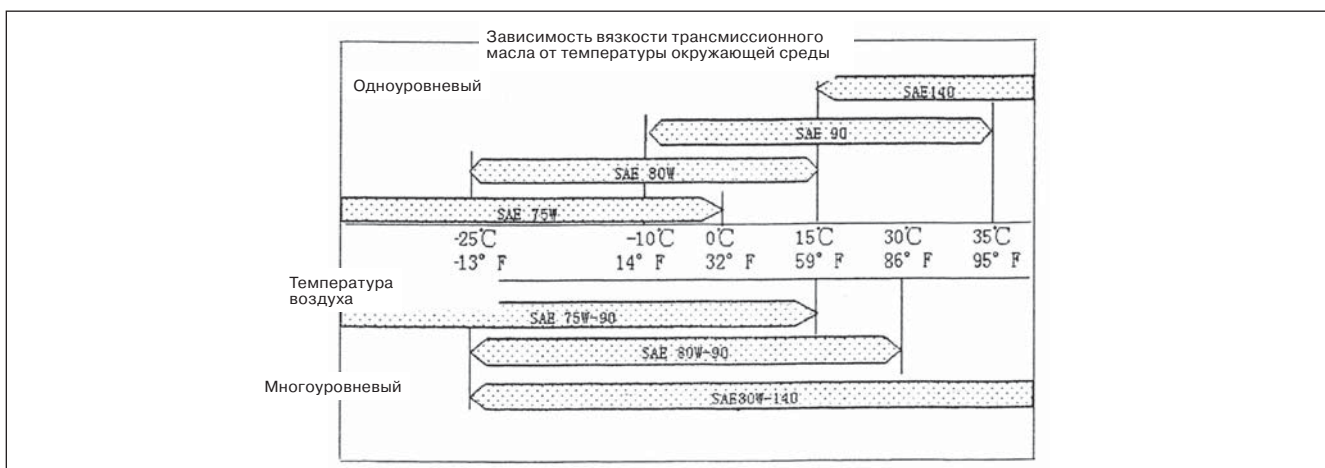 Зависимость вязкости трансмиссионного
масла от температуры окружающей среды
Одноуровневый
SAE140
SAE 90
SAE 80W
SAE 75W
-25℃ -10℃ 0℃ 15℃ 30℃ 35℃
-13° F 14° F 32° F 59° F 86° F 95° F
Температура
воздуха
SAE 75W-90
SAE 80W-90
Многоуровневый
SAE80W-140